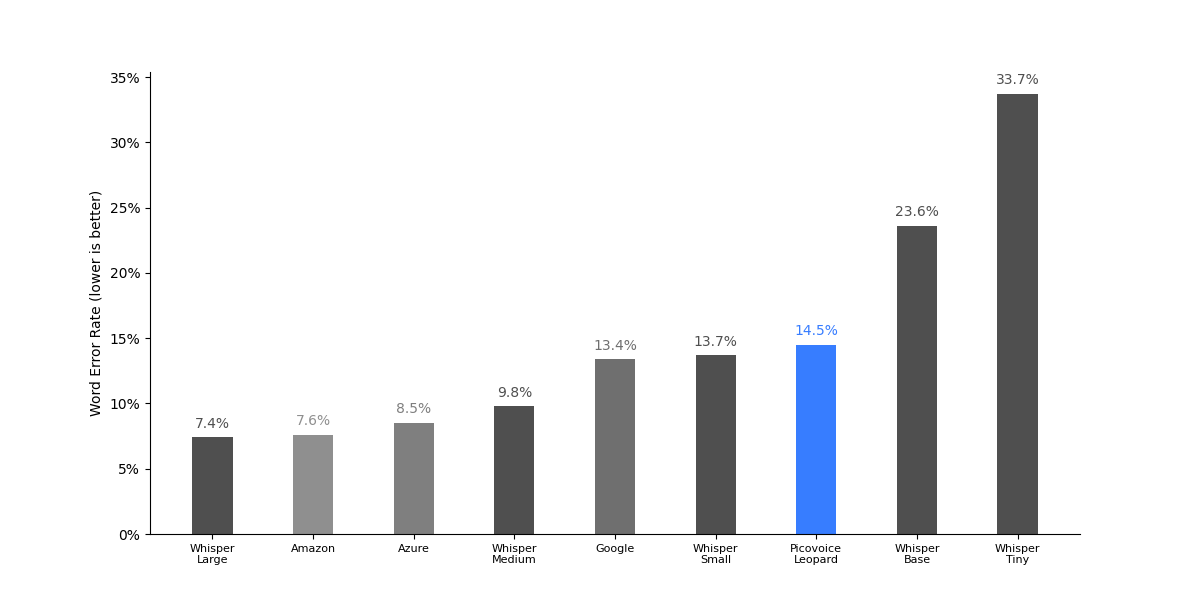 Word Error Rate (lower is better)
35%
30%
25%
20%
15%
10%
5%
0%
7.4%
7.6%
8.5%
9.8%
13.4%
13.7%
14.5%
23.6%
33.7%
Whisper
Large
Amazon
Azure
Whisper
Medium
Google
Whisper
Small
Picovoice
Leopard
Whisper
Base
Whisper
Tiny